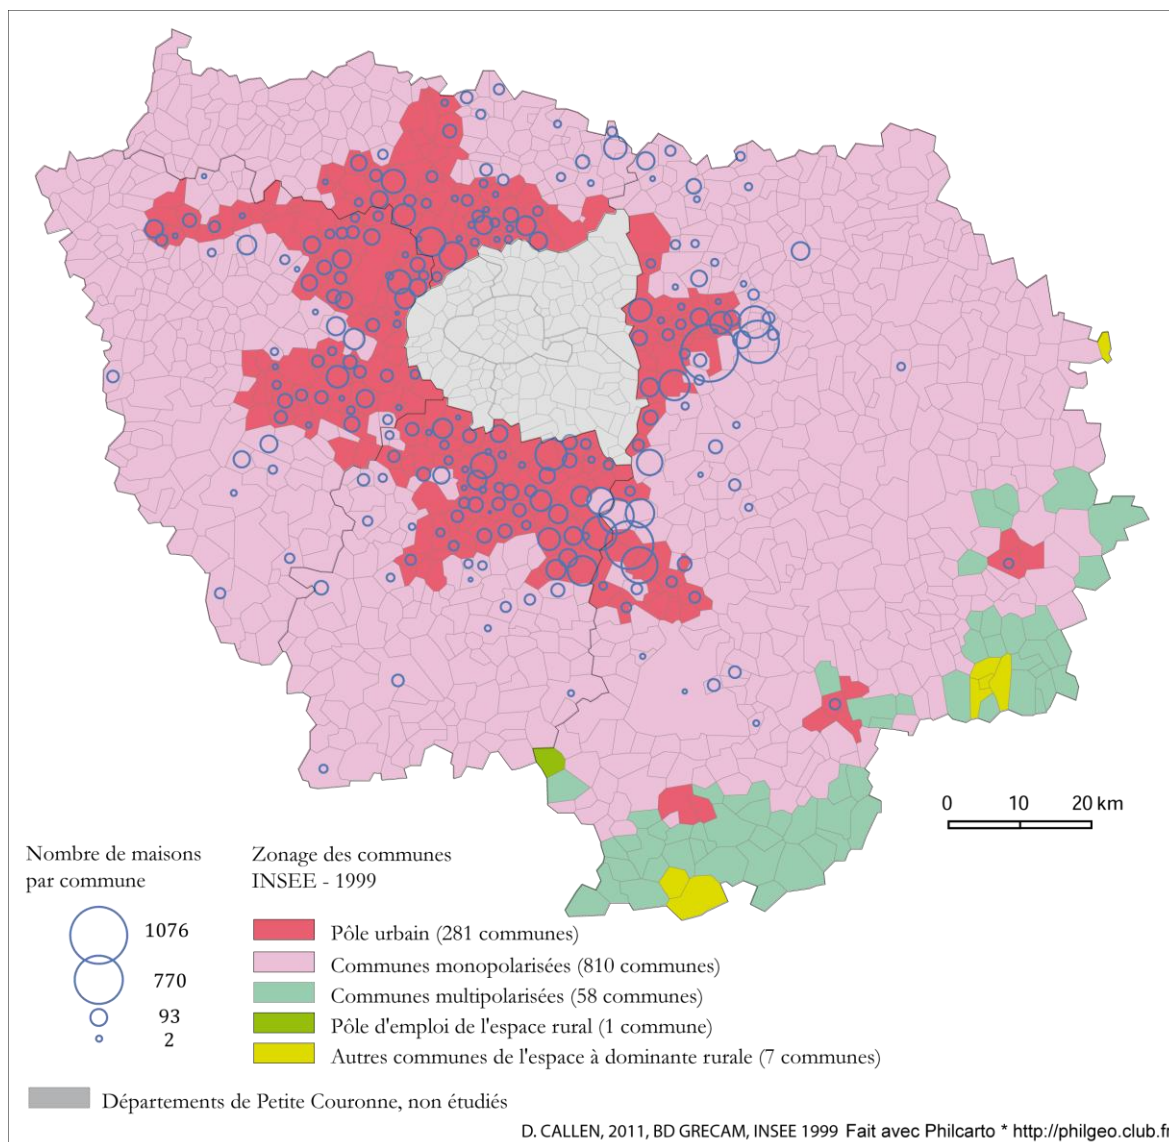 0 10 20 km
Nombre de maisons
par commune
1076
770
93
2
Zonage des communes
INSEE - 1999
Pôle urbain (281 communes)
Communes monopolarisées (810 communes)
Communes multipolarisées (58 communes)
Pôle d'emploi de l'espace rural (1 commune)
Autres communes de l'espace à dominante rurale (7 communes)
Départements de Petite Couronne, non étudiés
D. CALLEN, 2011, BD GRECAM, INSEE 1999 Fait avec Philcarto * http://philgeo.club.fr